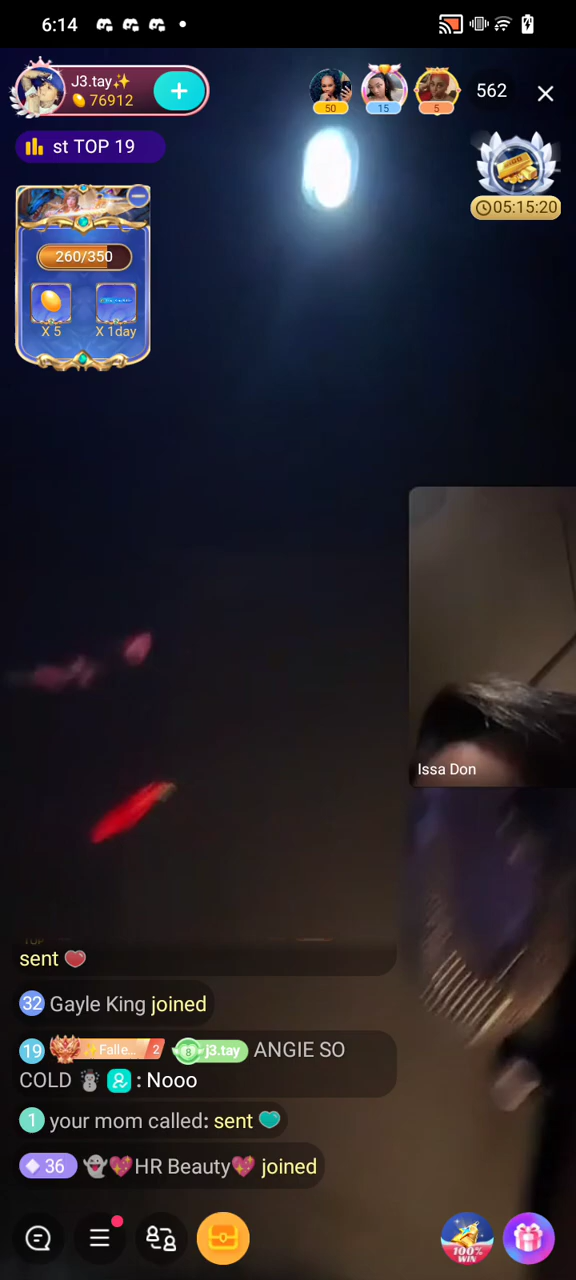 6:14
J3.tay✨
76912
50
15
5
562
st TOP 19
05:15:20
260/350
X 5
X 1day
Issa Don
sent
32 Gayle King joined
19 ✨Falle... 2 8 j3.tay ANGIE SO
COLD ☃ : Nooo
1 your mom called: sent
36 👻💖HR Beauty💖 joined
100%
WIN